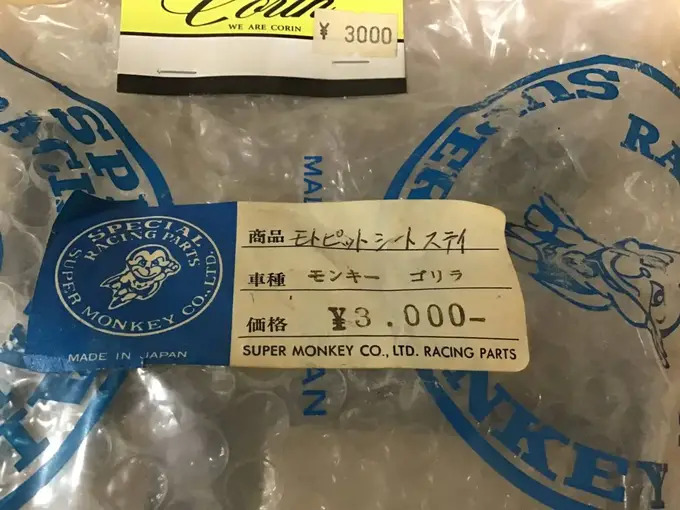 Corin
WE ARE CORIN
¥ 3000
SPECIAL
RACING PARTS
SUPER MONKEY CO., LTD.
MADE IN JAPAN
商品 モトピットシートステイ
車種 モンキー ゴリラ
価格 ¥3.000-
SUPER MONKEY CO., LTD. RACING PARTS